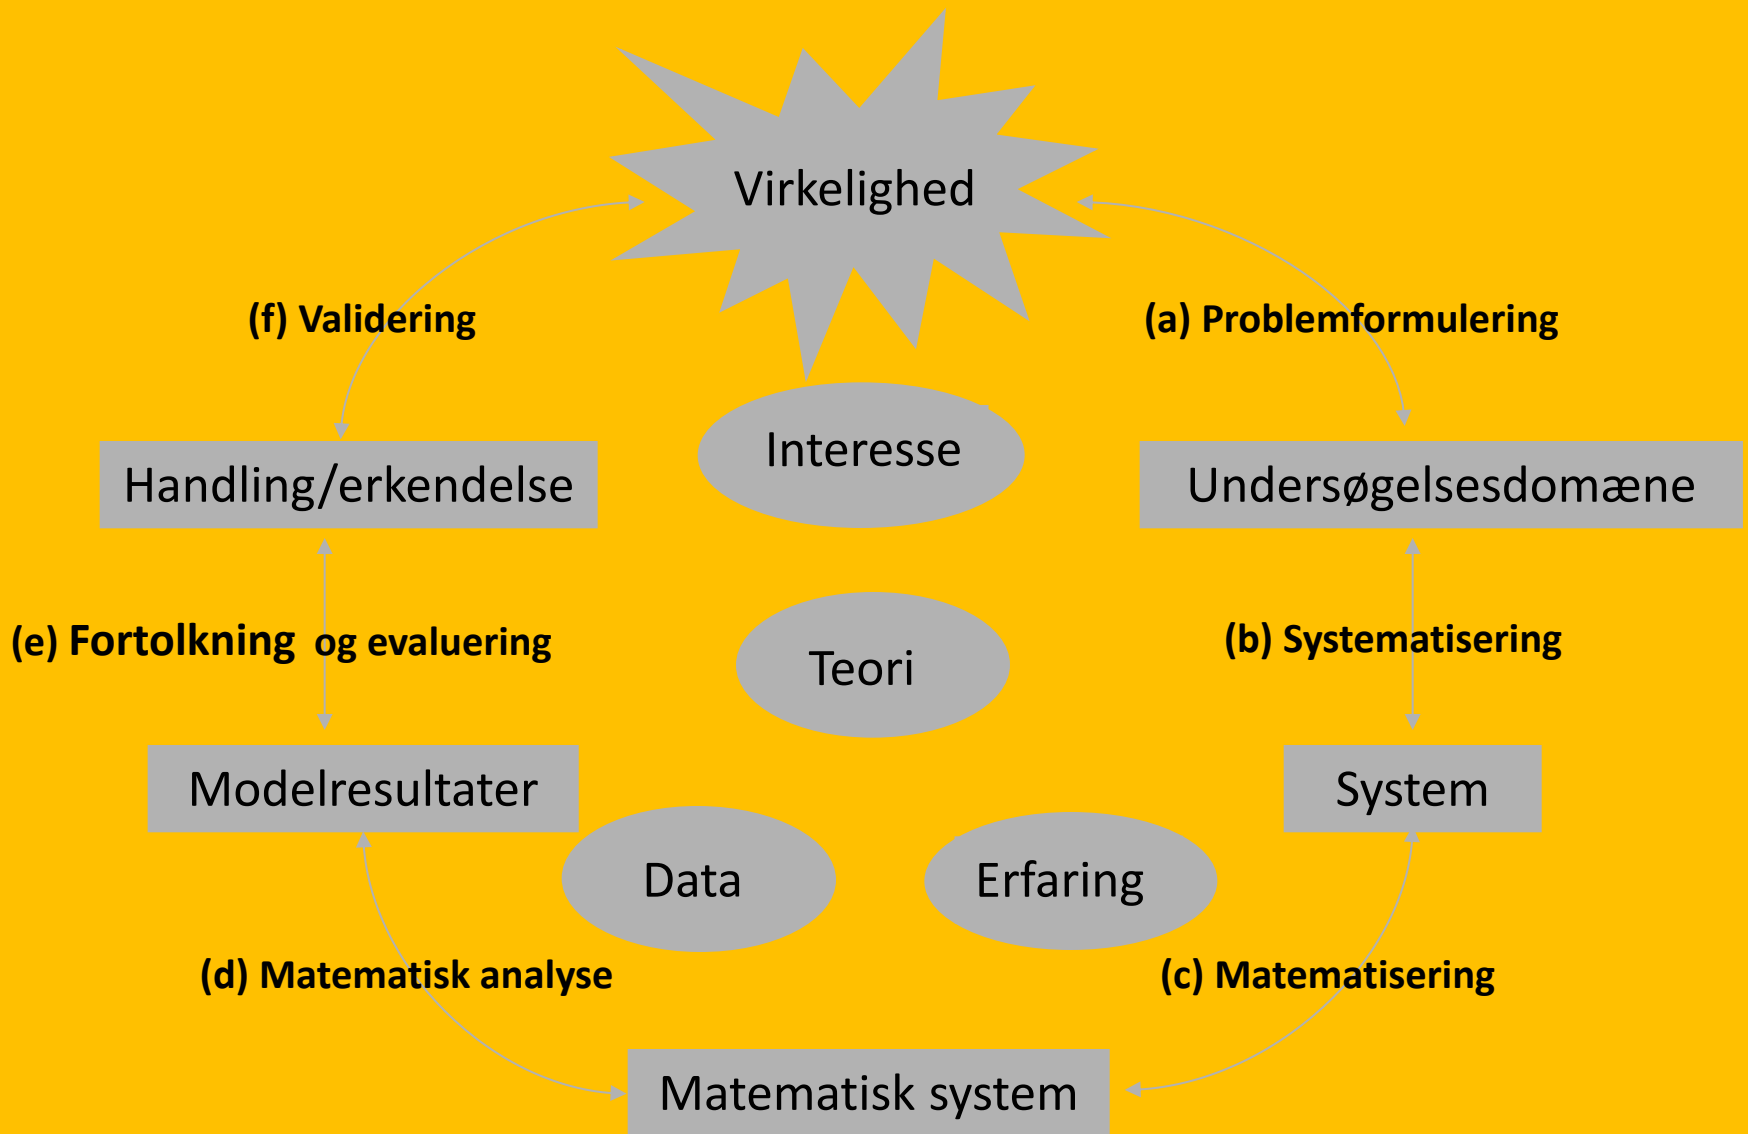 Virkelighed
(f) Validering
(a) Problemformulering
Interesse
Handling/erkendelse
Undersøgelsesdomæne
(e) Fortolkning og evaluering
Teori
(b) Systematisering
Modelresultater
System
Data
Erfaring
(d) Matematisk analyse
(c) Matematisering
Matematisk system